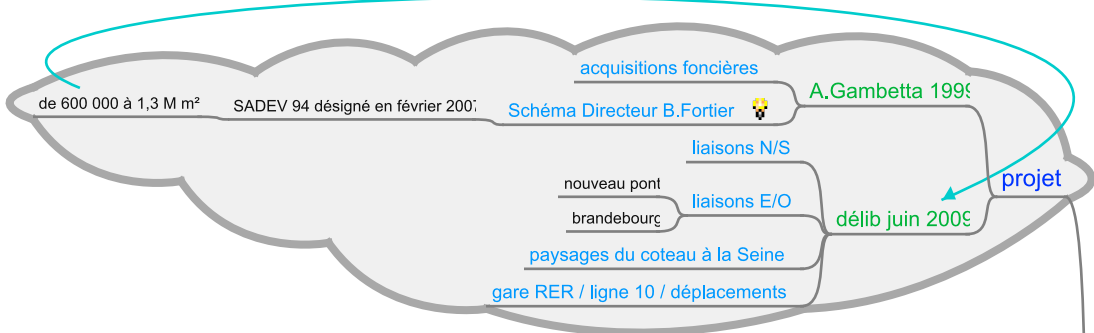 acquisitions foncières
A.Gambetta 1999
de 600 000 à 1,3 M m²
SADEV 94 désigné en février 2007
Schéma Directeur B.Fortier
liaisons N/S
projet
nouveau pont
liaisons E/O
brandebourg
délib juin 2009
paysages du coteau à la Seine
gare RER / ligne 10 / déplacements